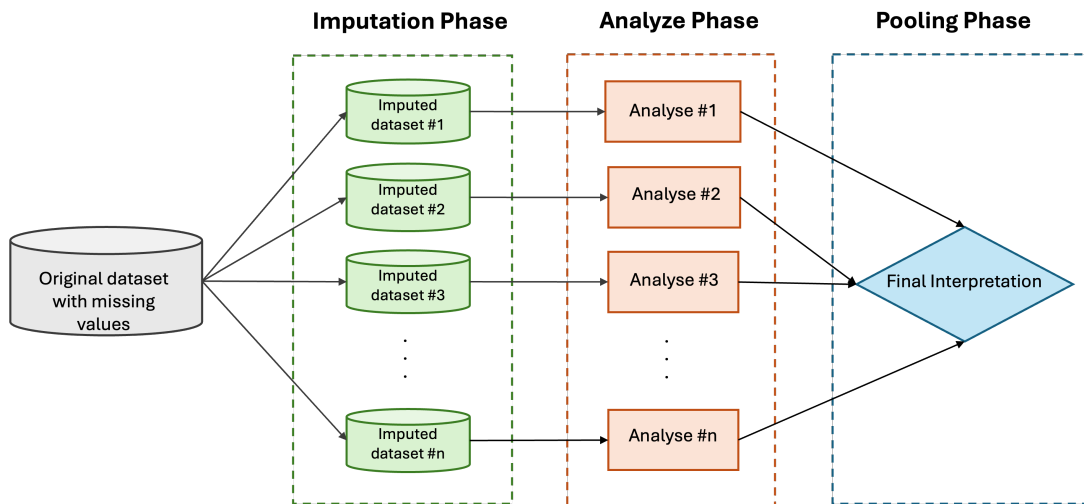 Imputation Phase
Analyze Phase
Pooling Phase
Imputed
dataset #1
Analyse #1
Imputed
dataset #2
Analyse #2
Original dataset
with missing
values
Imputed
dataset #3
Analyse #3
Final Interpretation
Imputed
dataset #n
Analyse #n